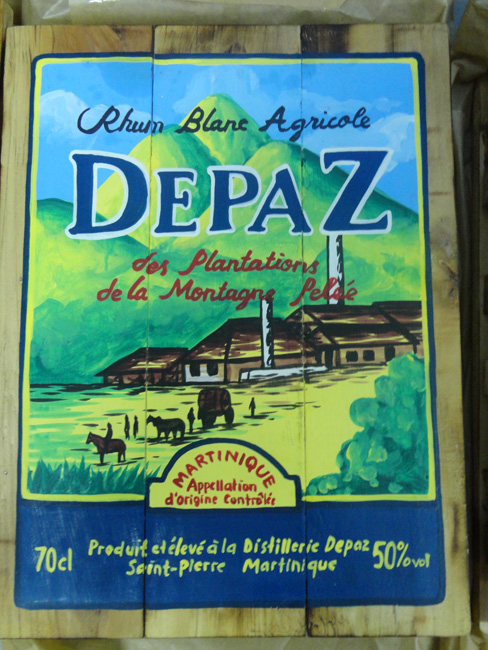 Rhum Blanc Agricole
DEPAZ
des Plantations
de la Montagne Pelée
MARTINIQUE
Appellation
d'origine contrôlée
70cl
Produit et élevé à la Distillerie Depaz
Saint-Pierre Martinique
50%vol